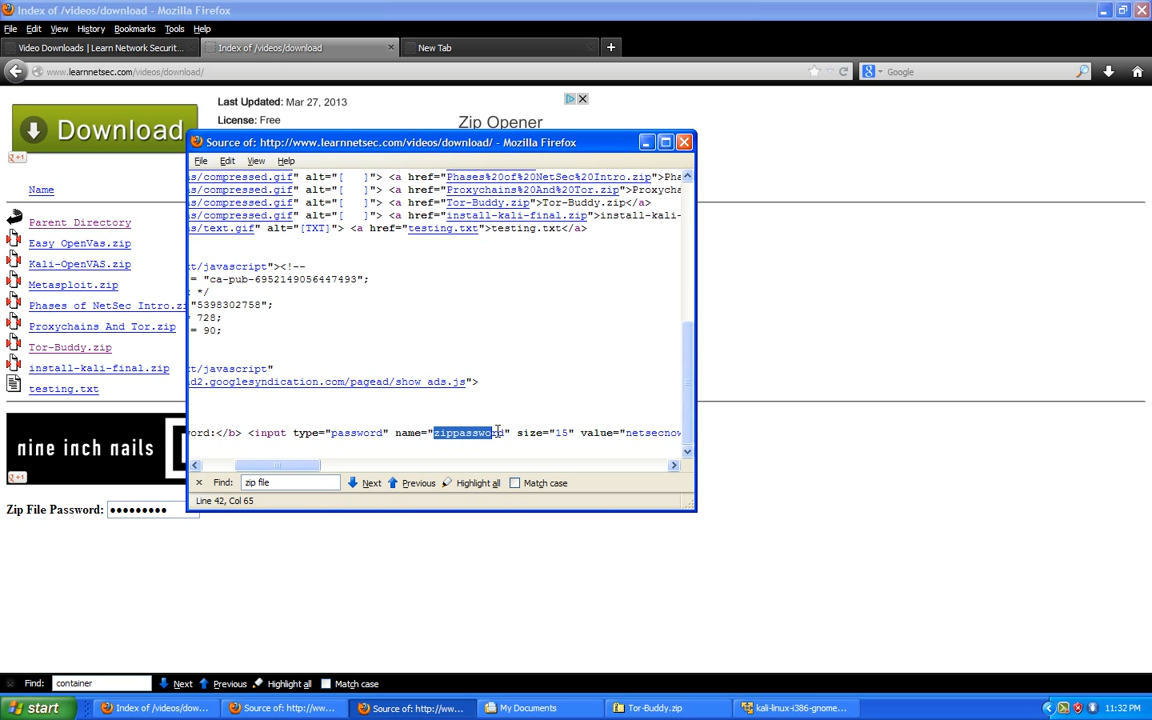 Index of /videos/download - Mozilla Firefox
File Edit View History Bookmarks Tools Help
Video Downloads | Learn Network Securit... Index of /videos/download New Tab
www.learnnetsec.com/videos/download/ Google
Download
Last Updated: Mar 27, 2013
License: Free
Zip Opener
+1
Name
Parent Directory
Easy OpenVas.zip
Kali-OpenVAS.zip
Metasploit.zip
Phases of NetSec Intro.z
Proxychains And Tor.zip
Tor-Buddy.zip
install-kali-final.zip
testing.txt
nine inch nails
+1
Zip File Password: •••••••••
Source of: http://www.learnnetsec.com/videos/download/ - Mozilla Firefox
File Edit View Help
s/compressed.gif" alt="[ ]"> <a href="Phases%20of%20NetSec%20Intro.zip">Pha
s/compressed.gif" alt="[ ]"> <a href="Proxychains%20And%20Tor.zip">Proxych
s/compressed.gif" alt="[ ]"> <a href="Tor-Buddy.zip">Tor-Buddy.zip</a>
s/compressed.gif" alt="[ ]"> <a href="install-kali-final.zip">install-kali-
s/text.gif" alt="[TXT]"> <a href="testing.txt">testing.txt</a>
t/javascript"><!--
= "ca-pub-6952149056447493";
*/
"5398302758";
= 728;
= 90;
t/javascript"
ad2.googlesyndication.com/pagead/show_ads.js">
word:</b> <input type="password" name="zippassword" size="15" value="netsecnow
Find: zip file Next Previous Highlight all Match case
Line 42, Col 65
Find: container Next Previous Highlight all Match case
start Index of /videos/dow... Source of: http://ww... Source of: http://ww... My Documents Tor-Buddy.zip kali-linux-i386-gnome... 11:32 PM